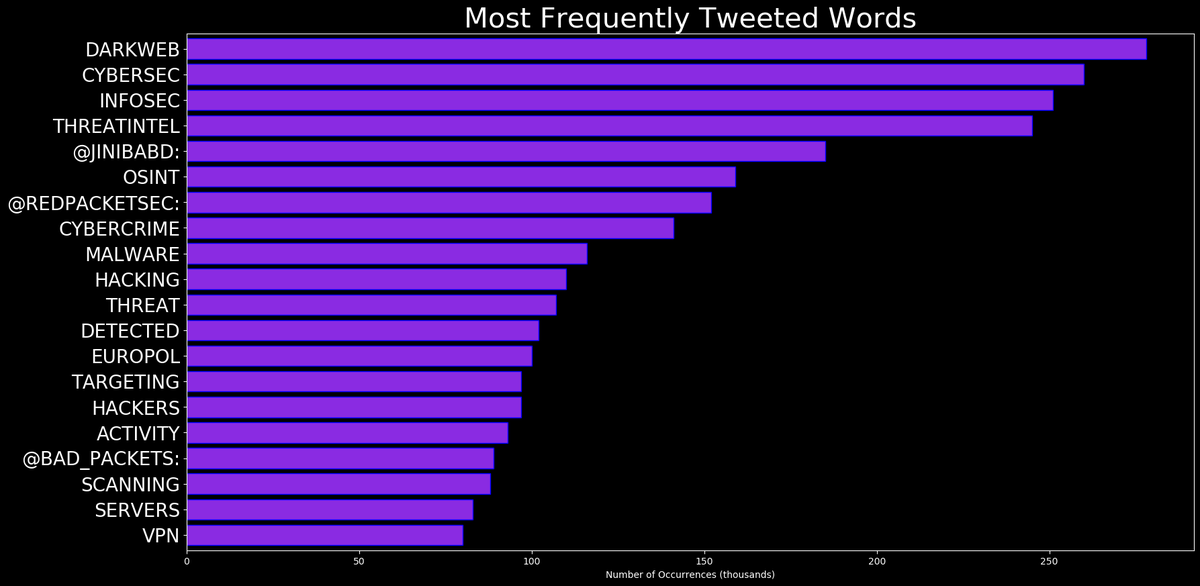 Most Frequently Tweeted Words
DARKWEB
CYBERSEC
INFOSEC
THREATINTEL
@JINIBABD:
OSINT
@REDPACKETSEC:
CYBERCRIME
MALWARE
HACKING
THREAT
DETECTED
EUROPOL
TARGETING
HACKERS
ACTIVITY
@BAD_PACKETS:
SCANNING
SERVERS
VPN
0 50 100 150 200 250
Number of Occurrences (thousands)